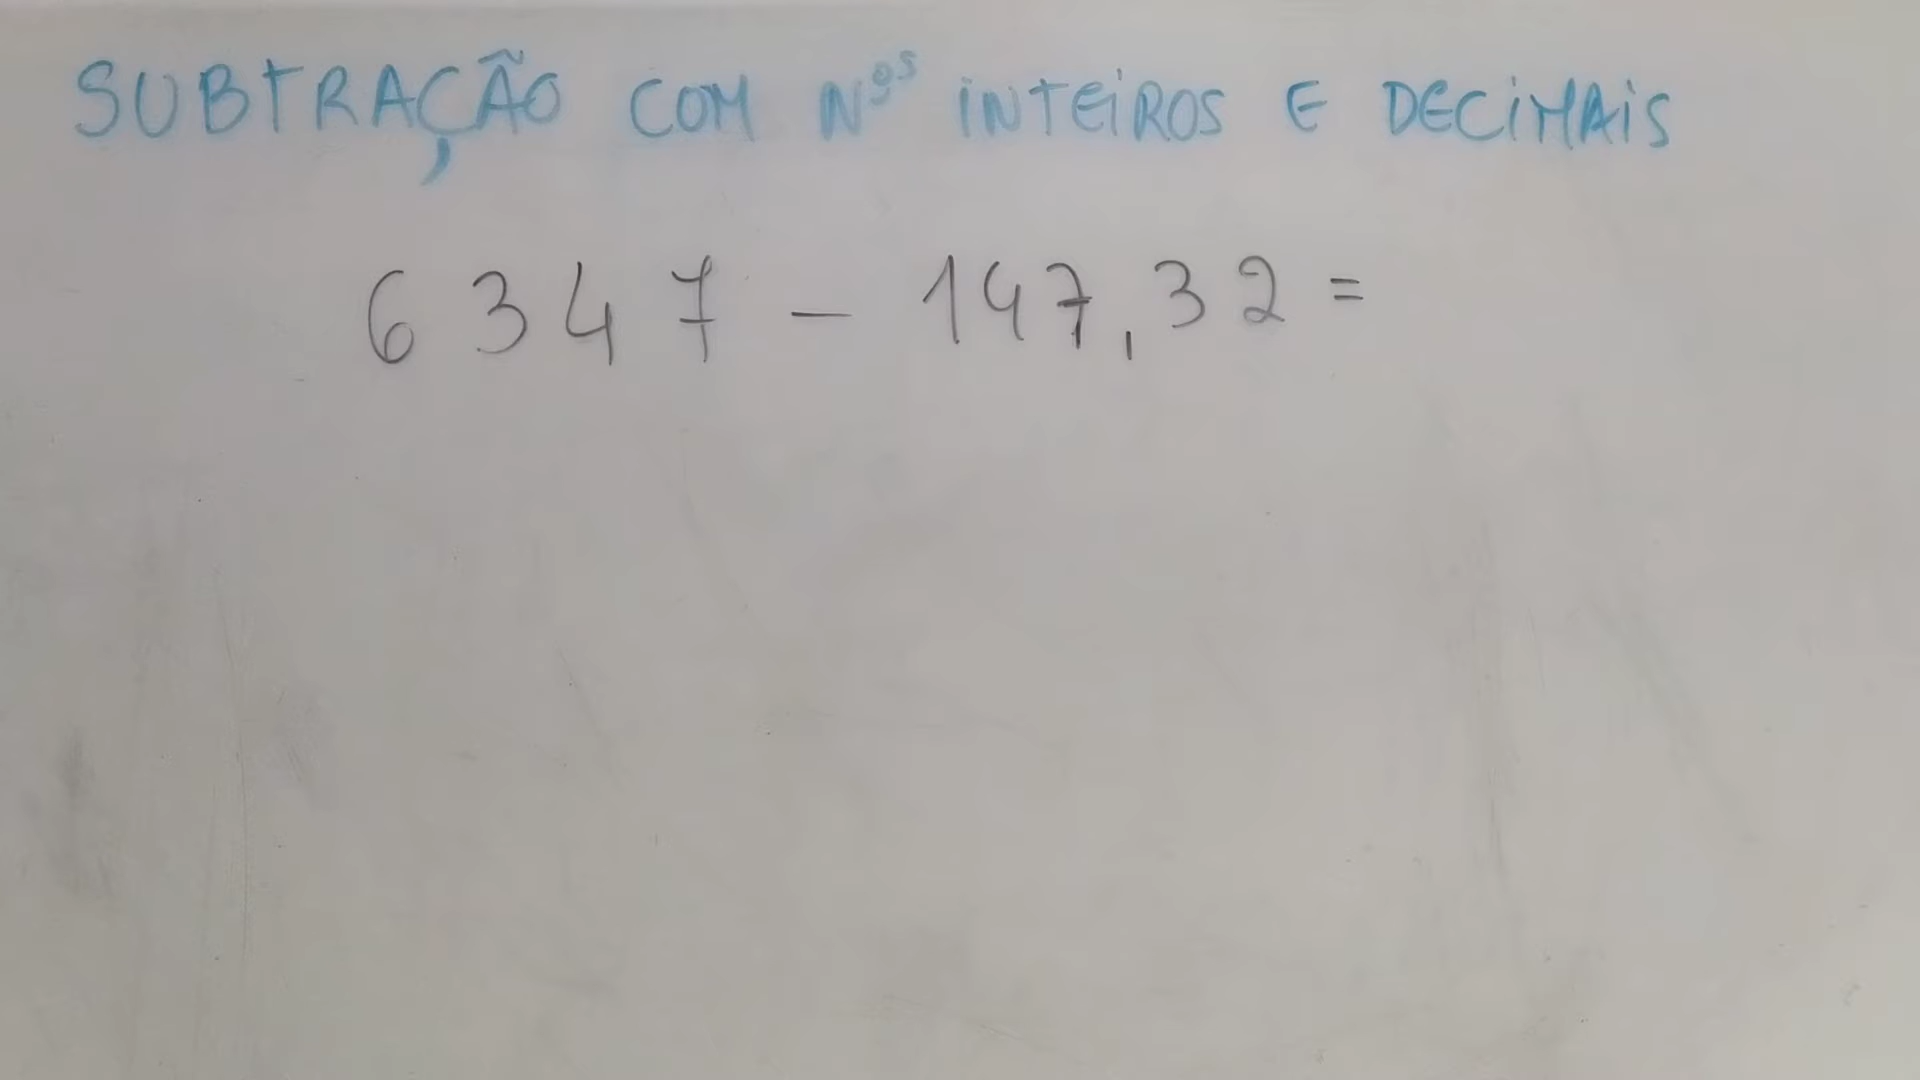 SUBTRAÇÃO COM Nºs INTEIROS E DECIMAIS
6347 - 147,32 =